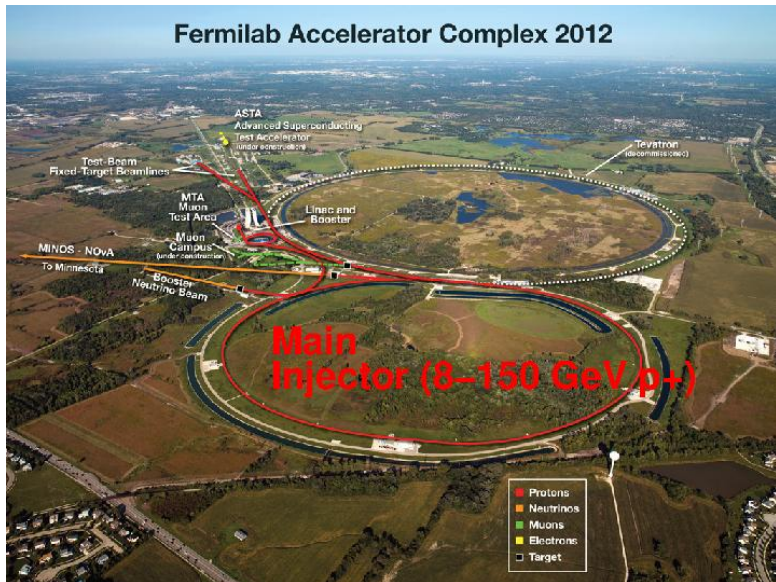 Fermilab Accelerator Complex 2012
ASTA
Advanced Superconducting
Test Accelerator
(under construction)
Tevatron
(decommissioned)
Test-Beam
Fixed-Target Beamlines
MTA
Muon
Test Area
Linac and
Booster
Muon
Campus
(under construction)
MINOS - NOνA
To Minnesota
Booster
Neutrino Beam
Main
Injector (8–150 GeV p+)
Protons
Neutrinos
Muons
Electrons
Target